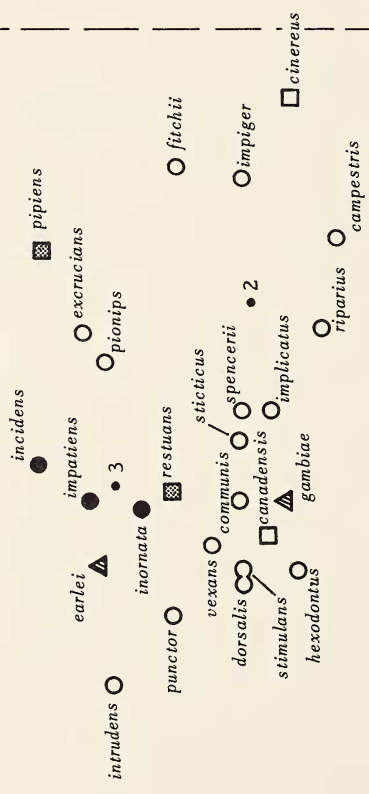 incidens
pipiens
impatiens
earlei
excrucians
intrudens
3
pionips
inornata
restuans
punctor
fitchii
sticticus
vexans
communis
spencerii
dorsalis
impiger
2
canadensis
stimulans
implicatus
cinereus
gambiae
hexodontus
riparius
campestris